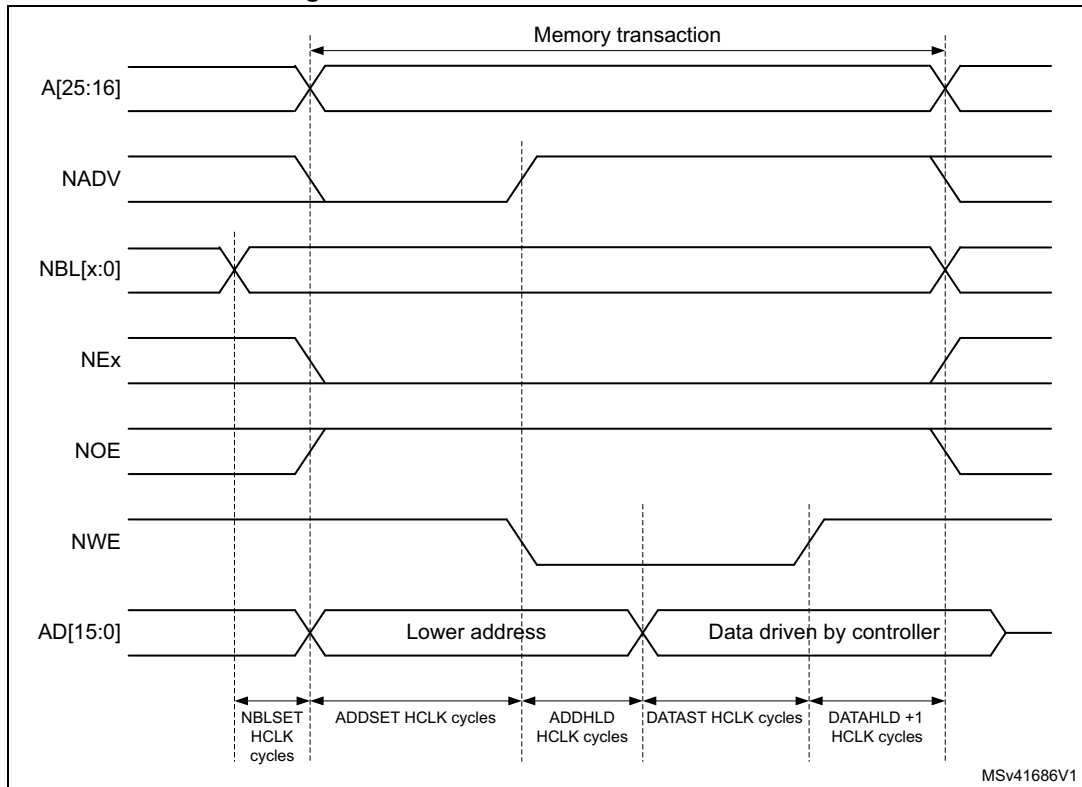 Memory transaction
A[25:16]
NADV
NBL[x:0]
NEx
NOE
NWE
AD[15:0]
Lower address
Data driven by controller
NBLSET
HCLK
cycles
ADDSET HCLK cycles
ADDHLD
HCLK cycles
DATAST HCLK cycles
DATAHLD +1
HCLK cycles
MSv41686V1